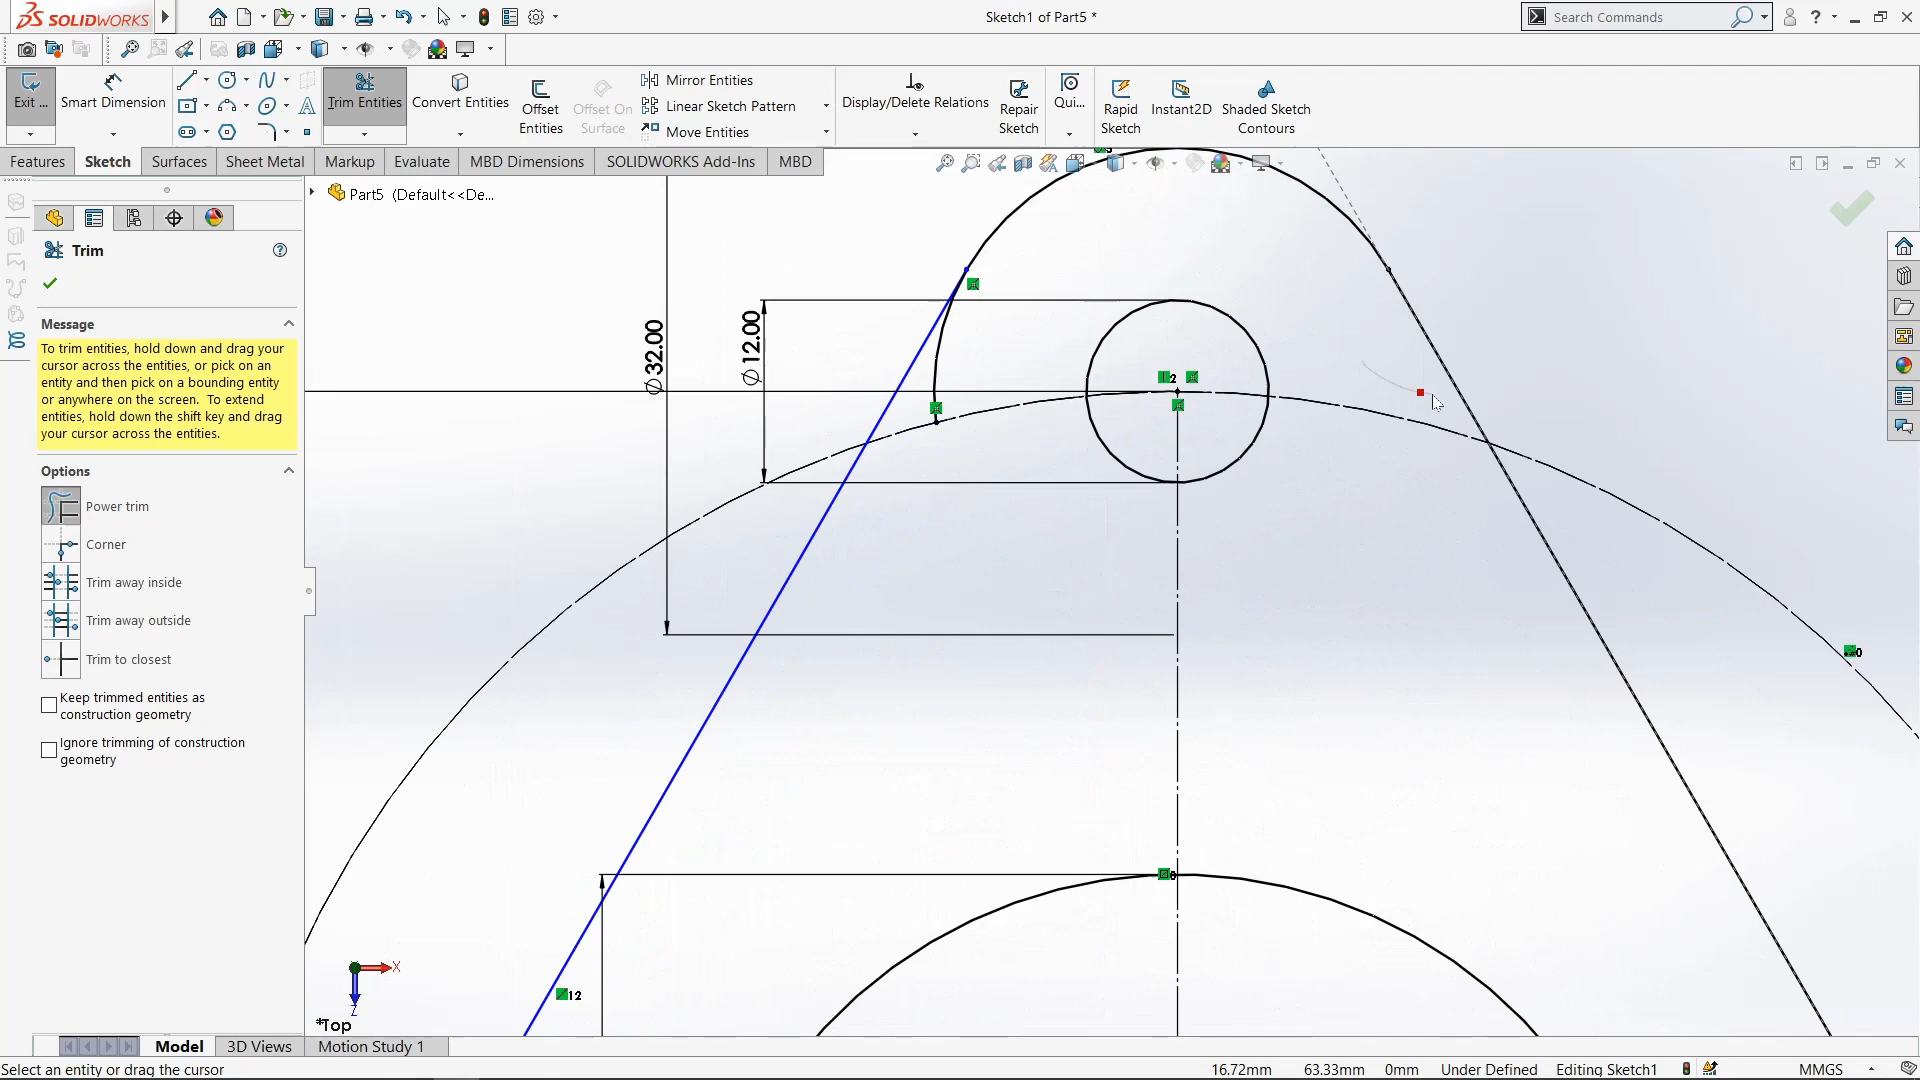 SOLIDWORKS
Sketch1 of Part5 *
Search Commands
?
Exit ...
Smart Dimension
Trim Entities
Convert Entities
Offset
Entities
Offset On
Surface
Mirror Entities
Linear Sketch Pattern
Move Entities
Display/Delete Relations
Repair
Sketch
Qui...
Rapid
Sketch
Instant2D
Shaded Sketch
Contours
Features
Sketch
Surfaces
Sheet Metal
Markup
Evaluate
MBD Dimensions
SOLIDWORKS Add-Ins
MBD
Part5 (Default<<De...
Trim
Message
To trim entities, hold down and drag your
cursor across the entities, or pick on an
entity and then pick on a bounding entity
or anywhere on the screen. To extend
entities, hold down the shift key and drag
your cursor across the entities.
Options
Power trim
Corner
Trim away inside
Trim away outside
Trim to closest
Keep trimmed entities as
construction geometry
Ignore trimming of construction
geometry
Ø32.00
Ø12.00
2
12
X
Z
*Top
Model
3D Views
Motion Study 1
Select an entity or drag the cursor
16.72mm
63.33mm
0mm
Under Defined
Editing Sketch1
MMGS